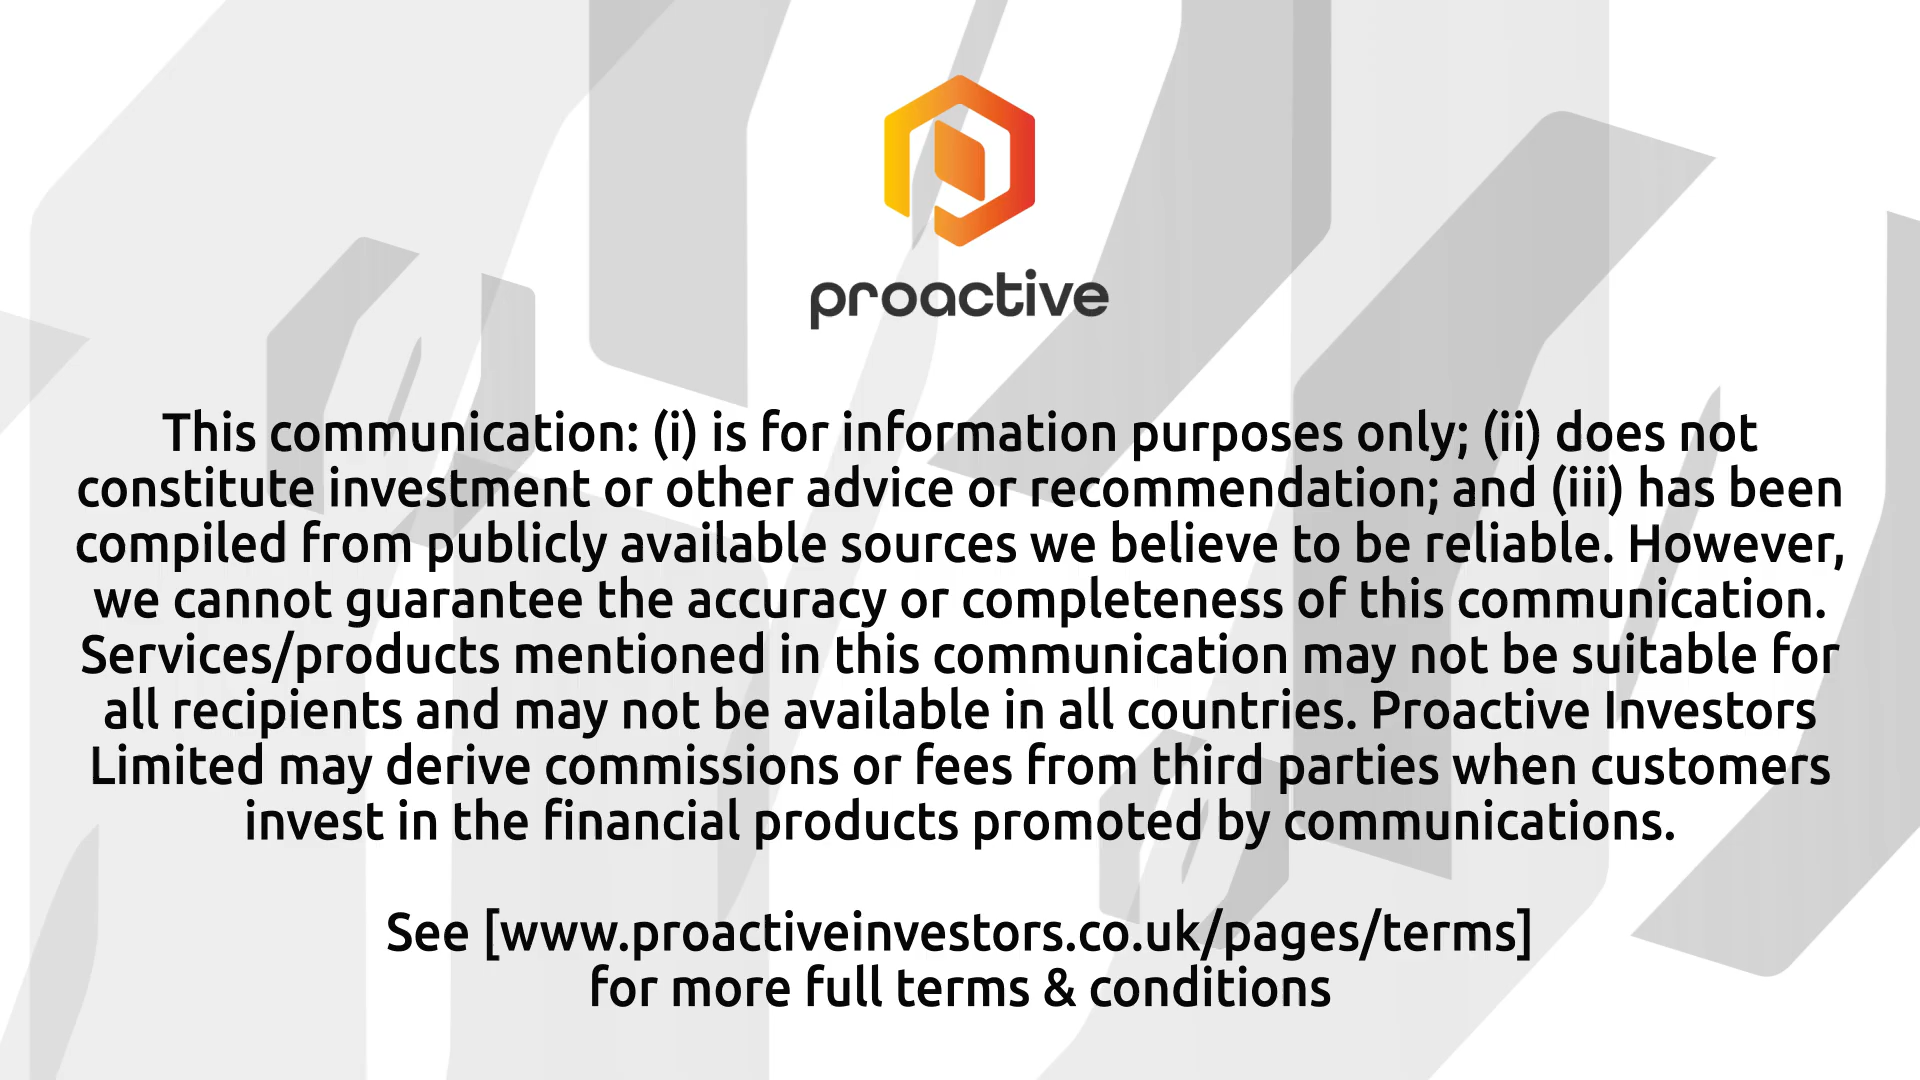 proactive
This communication: (i) is for information purposes only; (ii) does not
constitute investment or other advice or recommendation; and (iii) has been
compiled from publicly available sources we believe to be reliable. However,
we cannot guarantee the accuracy or completeness of this communication.
Services/products mentioned in this communication may not be suitable for
all recipients and may not be available in all countries. Proactive Investors
Limited may derive commissions or fees from third parties when customers
invest in the financial products promoted by communications.
See [www.proactiveinvestors.co.uk/pages/terms]
for more full terms & conditions